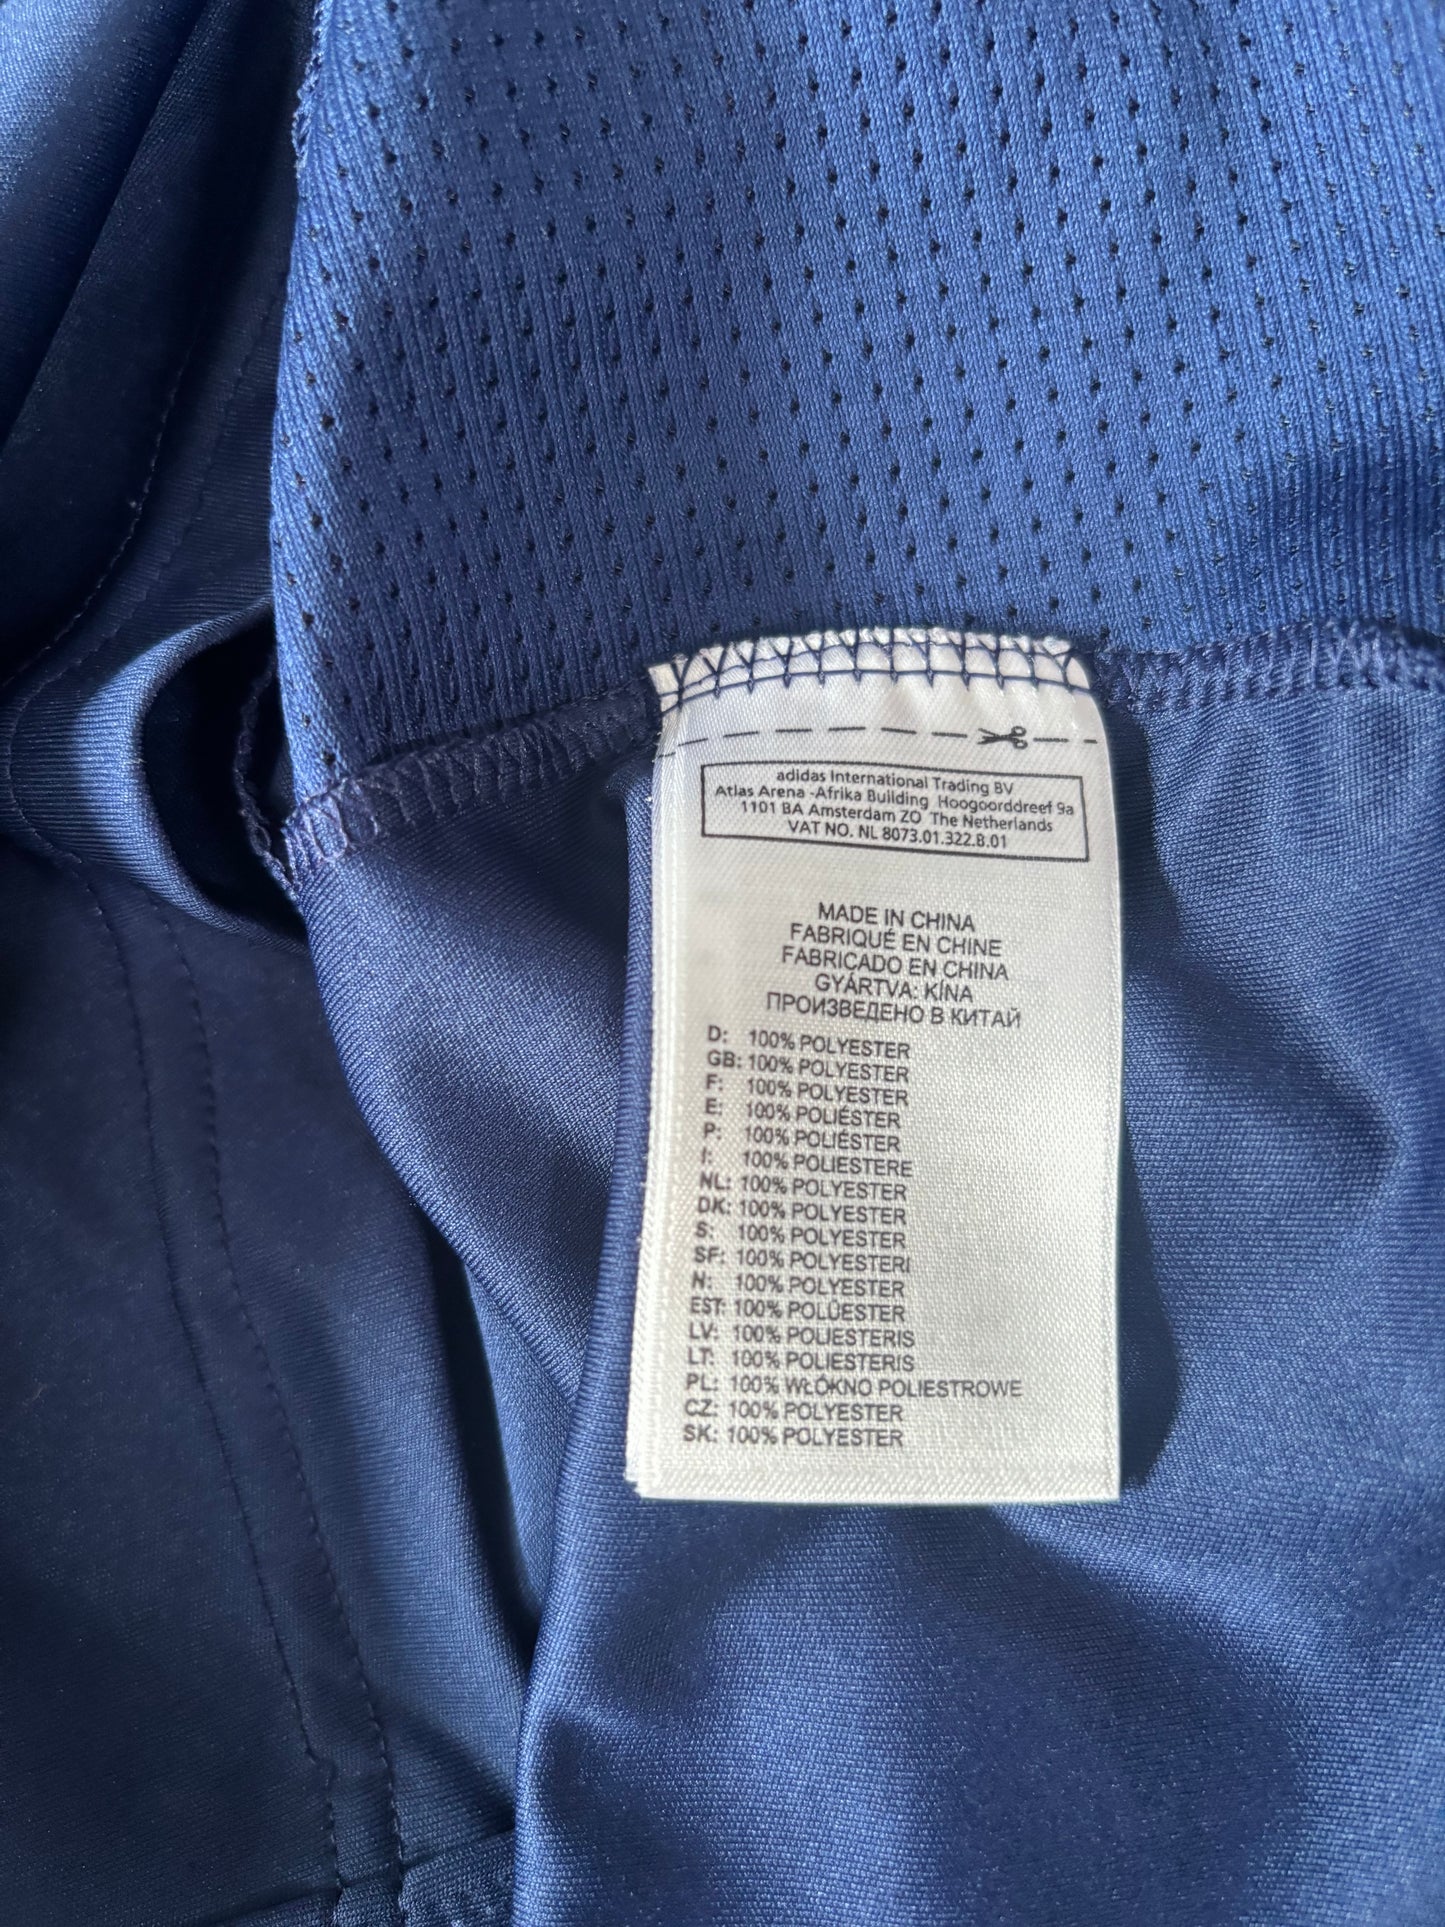 adidas International Trading BV
Atlas Arena -Afrika Building Hoogoorddreef 9a
1101 BA Amsterdam ZO The Netherlands
VAT NO. NL 8073.01.322.B.01
MADE IN CHINA
FABRIQUÉ EN CHINE
FABRICADO EN CHINA
GYÁRTVA: KÍNA
ПРОИЗВЕДЕНО В КИТАЙ
D: 100% POLYESTER
GB: 100% POLYESTER
F: 100% POLYESTER
E: 100% POLIÉSTER
P: 100% POLIÉSTER
I: 100% POLIESTERE
NL: 100% POLYESTER
DK: 100% POLYESTER
S: 100% POLYESTER
SF: 100% POLYESTERI
N: 100% POLYESTER
EST: 100% POLÜESTER
LV: 100% POLIESTERIS
LT: 100% POLIESTERIS
PL: 100% WŁÓKNO POLIESTROWE
CZ: 100% POLYESTER
SK: 100% POLYESTER